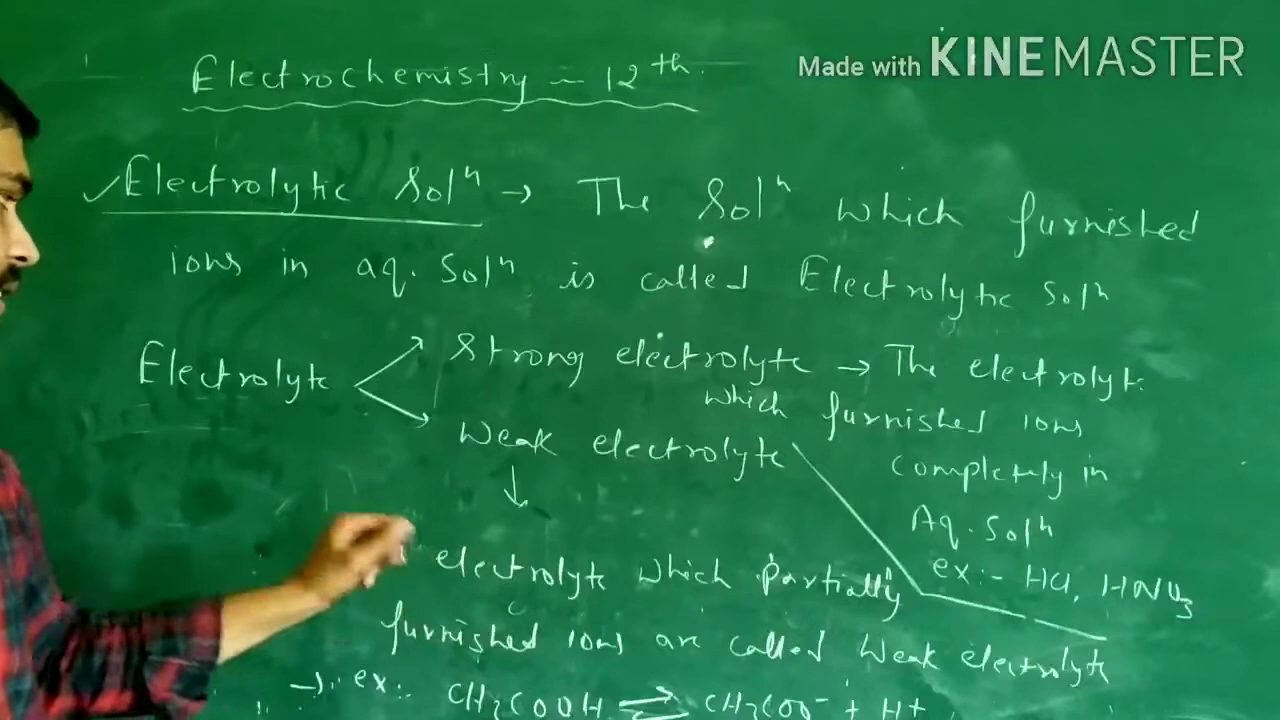 Made with KINEMASTER
Electrochemistry – 12th.
✓ Electrolytic Solⁿ → The Solⁿ which furnished
ions in aq. Solⁿ is called Electrolytic Solⁿ
Electrolyte
Strong electrolyte → The electrolyt.
which furnished ions
completely in
Aq. Solⁿ
ex:- HCl, HNO₃
Weak electrolyte
↓
electrolyte which partially
furnished ions are called Weak electrolyte
→ ex:- CH₃COOH ⇌ CH₃COO⁻ + H+